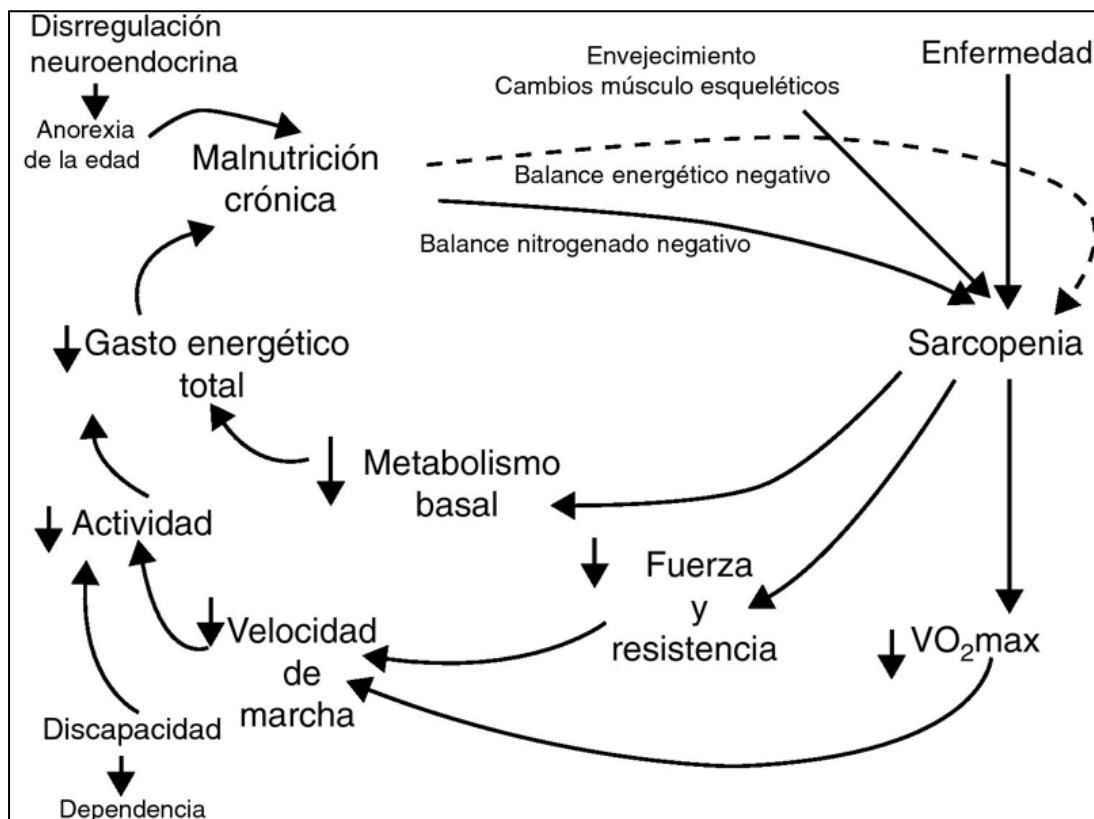 Disrregulación
neuroendocrina
Anorexia
de la edad
Malnutrición
crónica
Envejecimiento
Cambios músculo esqueléticos
Enfermedad
Balance energético negativo
Balance nitrogenado negativo
Gasto energético
total
Sarcopenia
Metabolismo
basal
Actividad
Fuerza
y
resistencia
Velocidad
de
marcha
VO₂max
Discapacidad
Dependencia